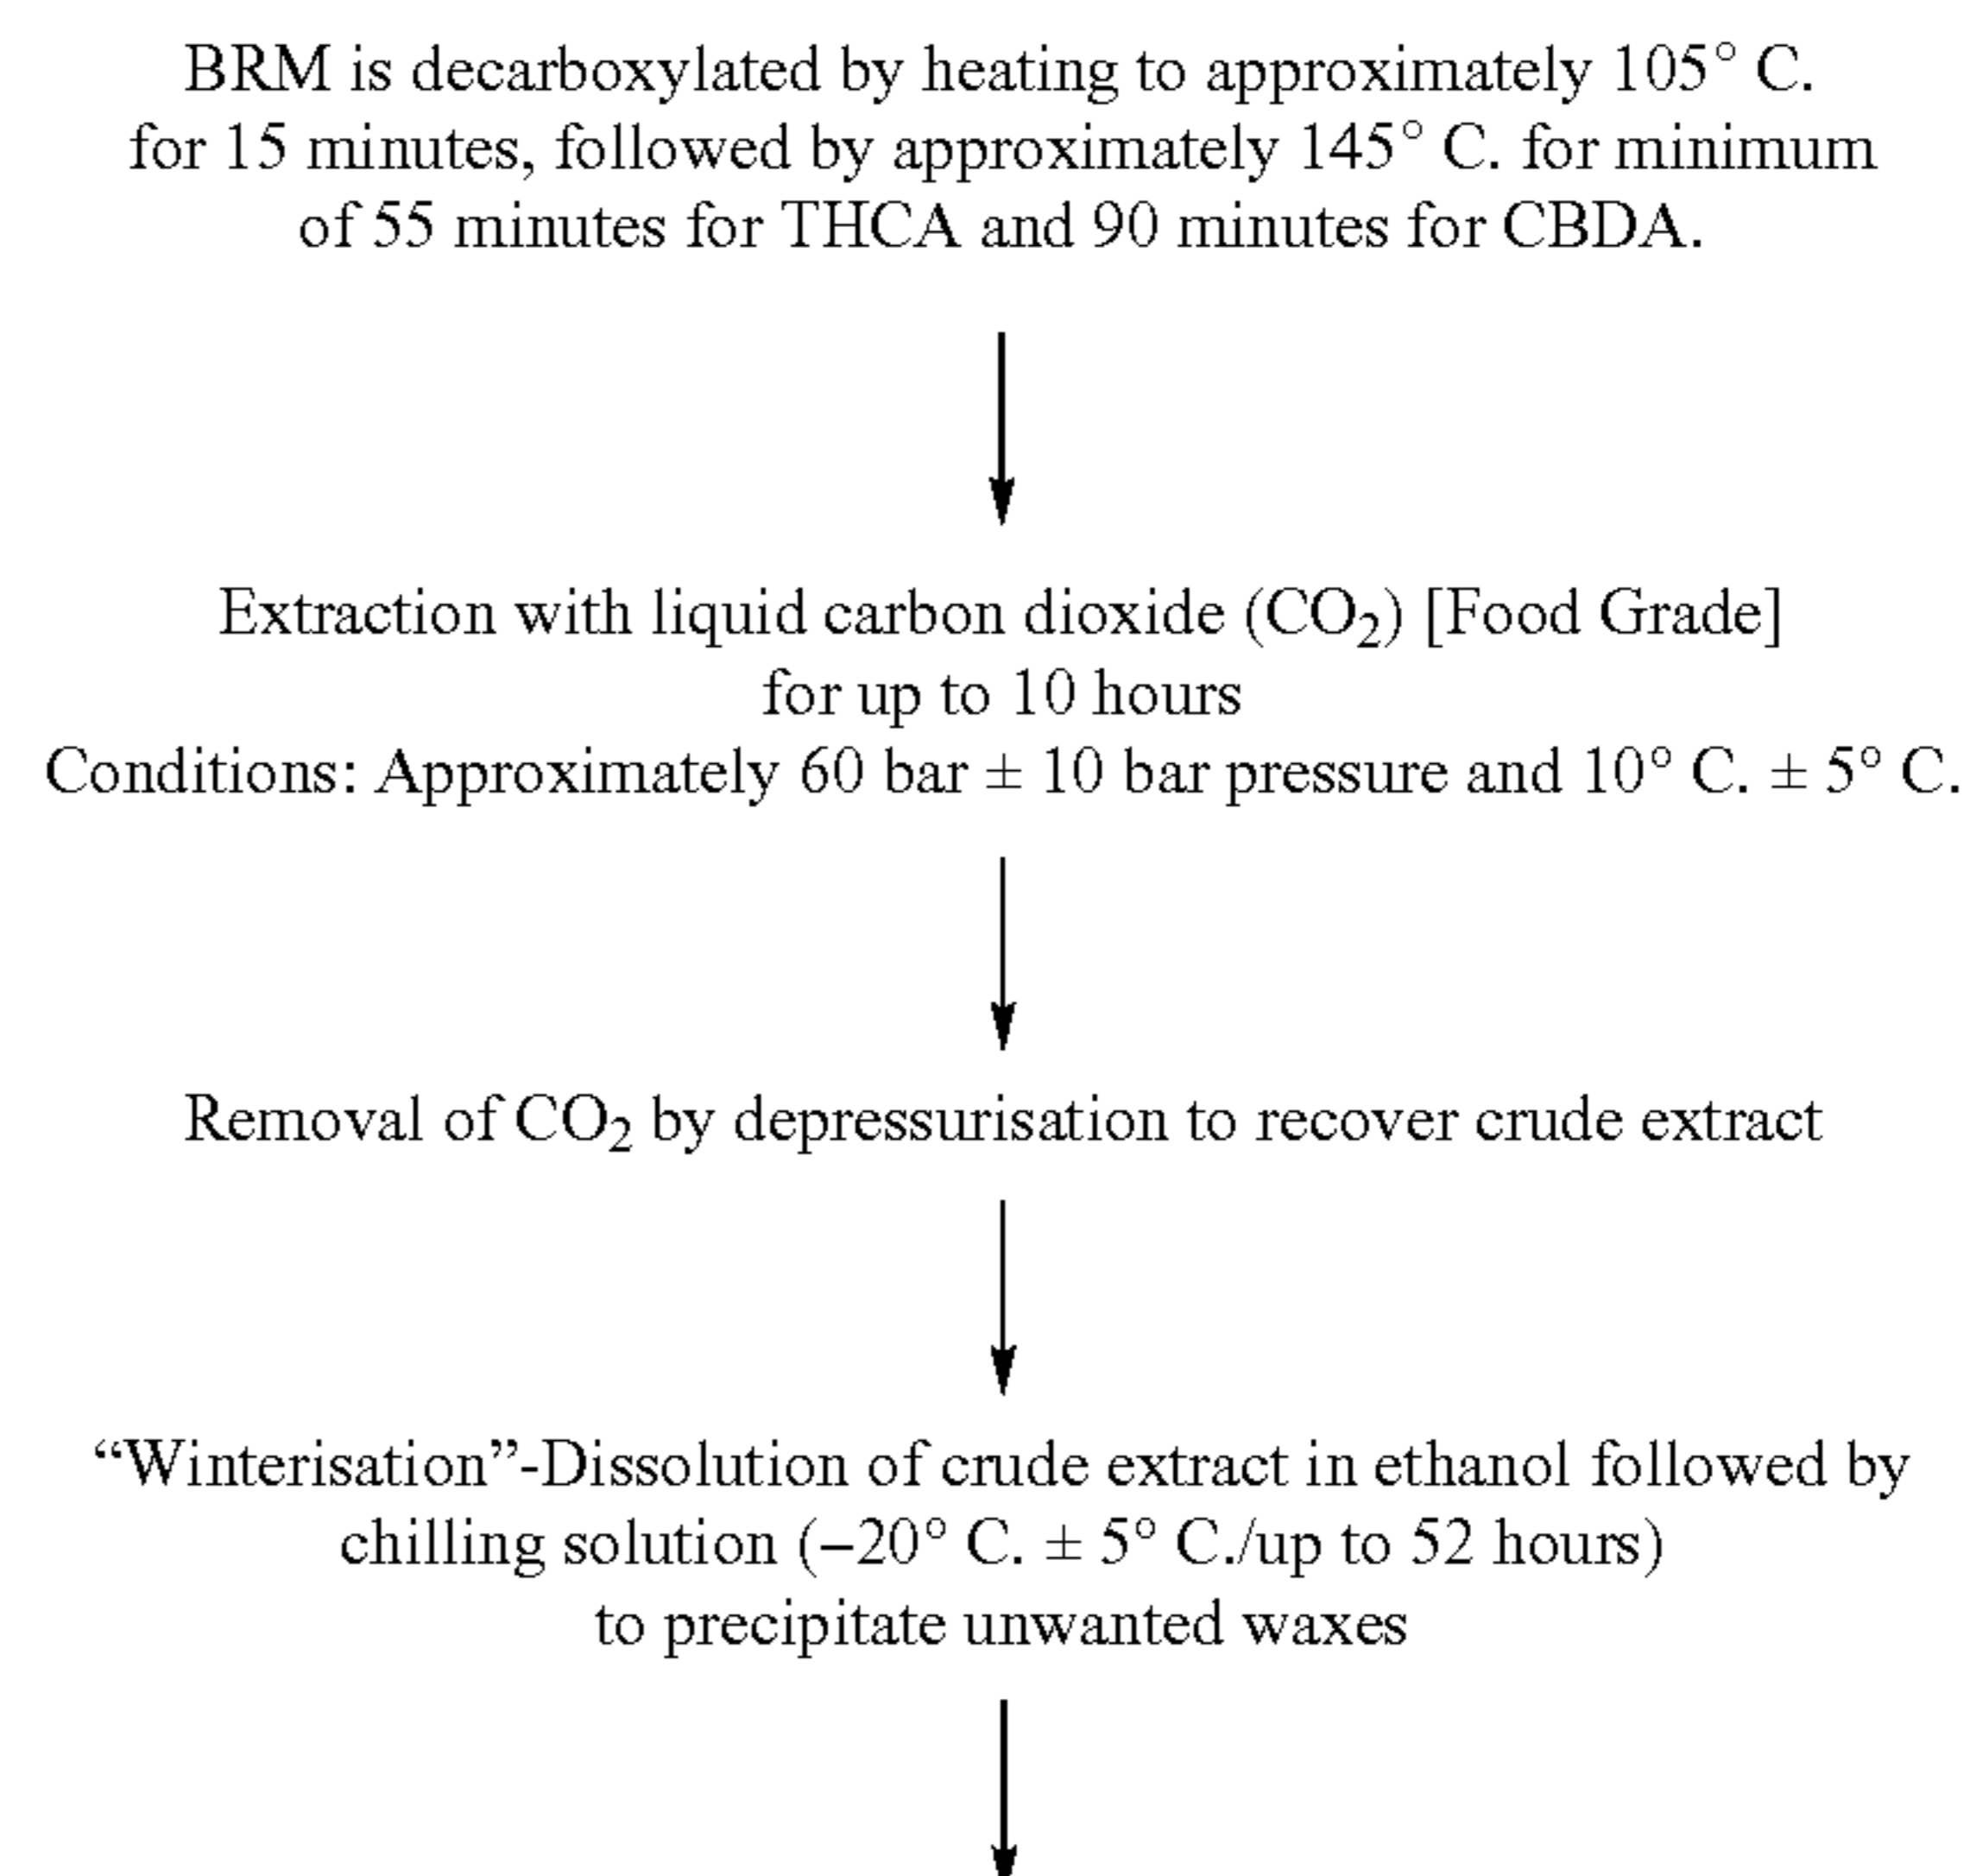 BRM is decarboxylated by heating to approximately 105° C.
for 15 minutes, followed by approximately 145° C. for minimum
of 55 minutes for THCA and 90 minutes for CBDA.
Extraction with liquid carbon dioxide (CO₂) [Food Grade]
for up to 10 hours
Conditions: Approximately 60 bar ± 10 bar pressure and 10° C. ± 5° C.
Removal of CO₂ by depressurisation to recover crude extract
“Winterisation”-Dissolution of crude extract in ethanol followed by
chilling solution (−20° C. ± 5° C./up to 52 hours)
to precipitate unwanted waxes